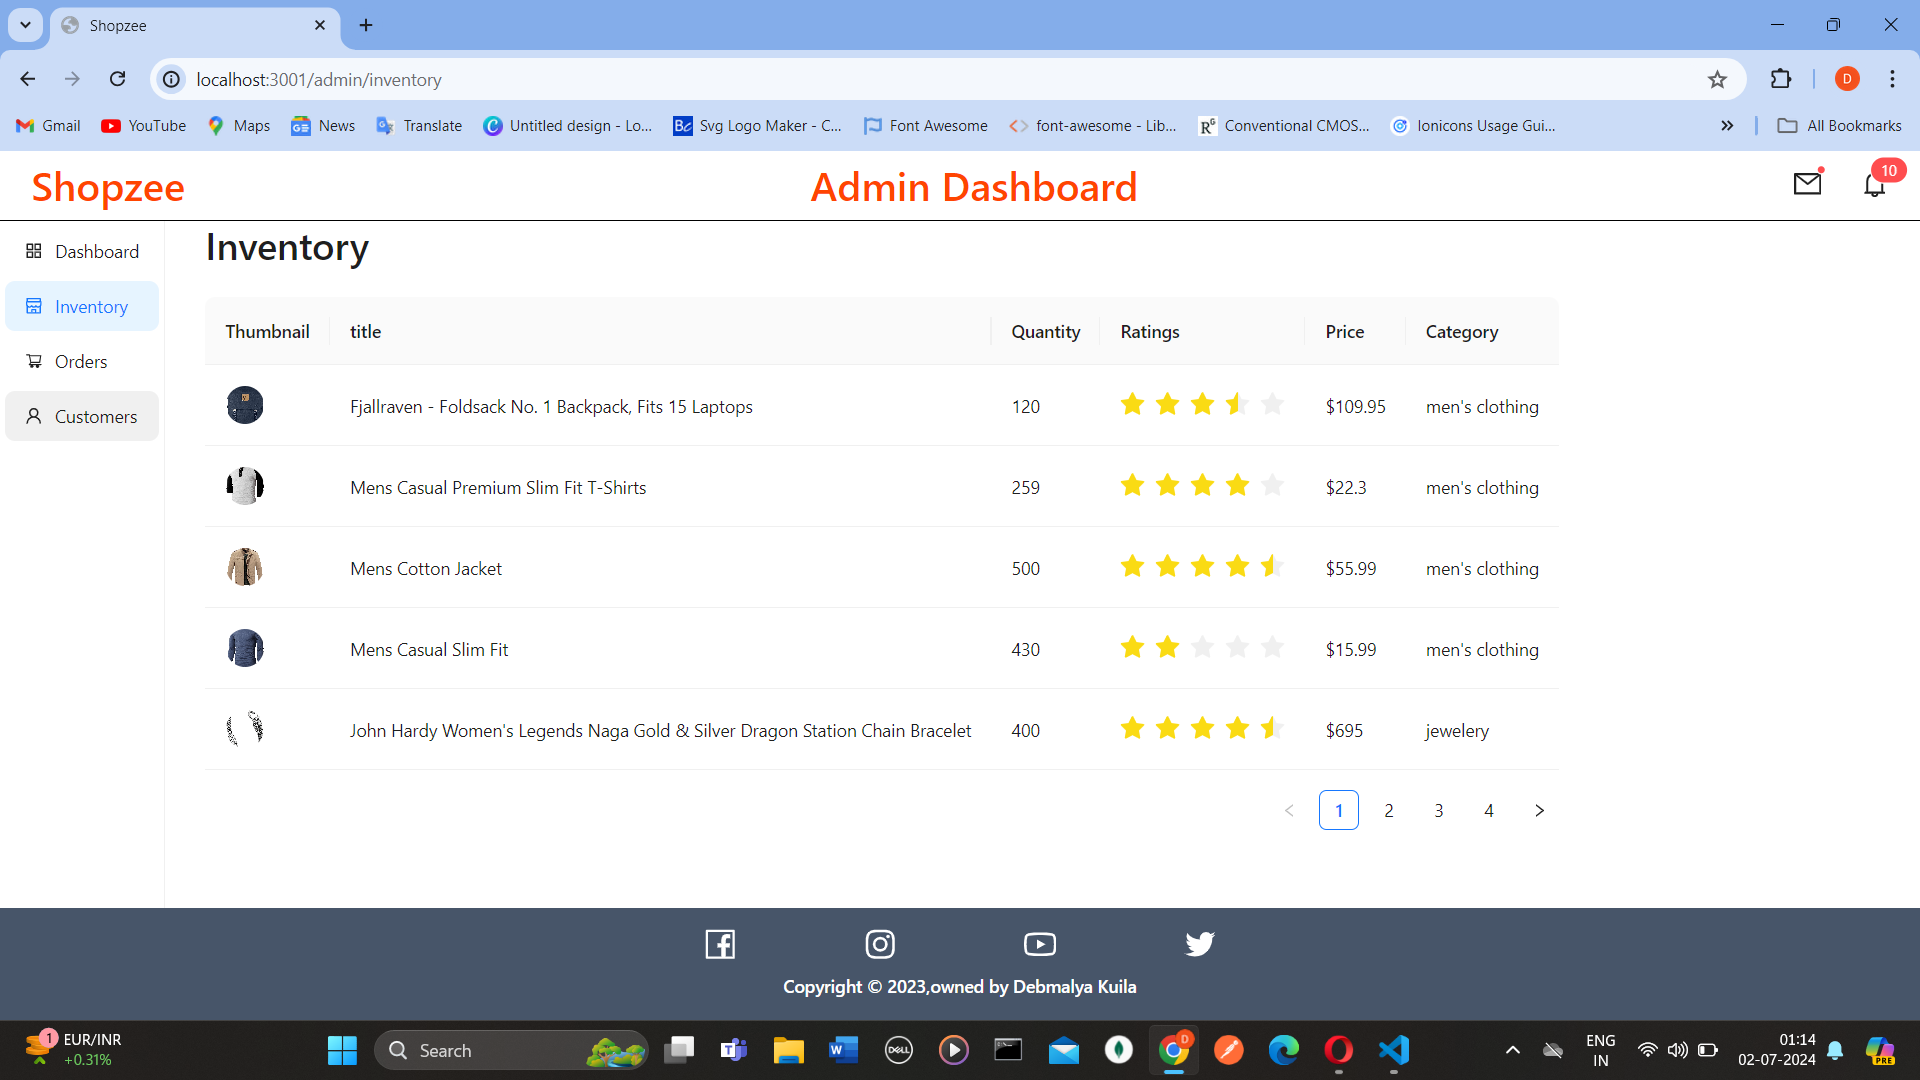 Shopzee
localhost:3001/admin/inventory
D
Gmail YouTube Maps News Translate Untitled design - Lo... Svg Logo Maker - C... Font Awesome font-awesome - Lib... Conventional CMOS... Ionicons Usage Gui... All Bookmarks
Shopzee Admin Dashboard 10
Dashboard
Inventory
Orders
Customers
Inventory
Thumbnail title Quantity Ratings Price Category
Fjallraven - Foldsack No. 1 Backpack, Fits 15 Laptops 120 $109.95 men's clothing
Mens Casual Premium Slim Fit T-Shirts 259 $22.3 men's clothing
Mens Cotton Jacket 500 $55.99 men's clothing
Mens Casual Slim Fit 430 $15.99 men's clothing
John Hardy Women's Legends Naga Gold & Silver Dragon Station Chain Bracelet 400 $695 jewelery
1 2 3 4
Copyright © 2023,owned by Debmalya Kuila
1 EUR/INR
+0.31%
Search
DELL
D
ENG
IN
01:14
02-07-2024
PRE